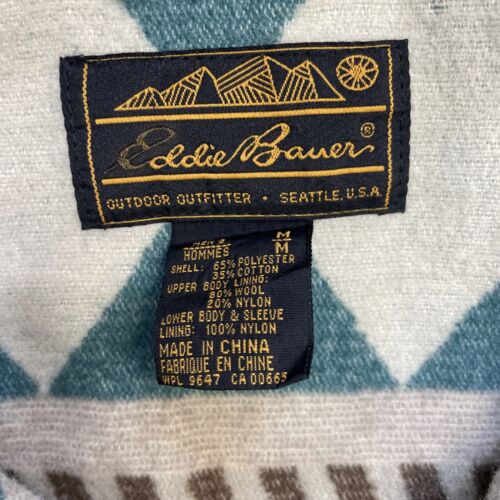 Eddie Bauer®
OUTDOOR OUTFITTER · SEATTLE, U.S.A.
MEN'S M
HOMMES M
SHELL: 65% POLYESTER
35% COTTON
UPPER BODY LINING:
80% WOOL
20% NYLON
LOWER BODY & SLEEVE
LINING: 100% NYLON
MADE IN CHINA
FABRIQUE EN CHINE
WPL 9647 CA 00665